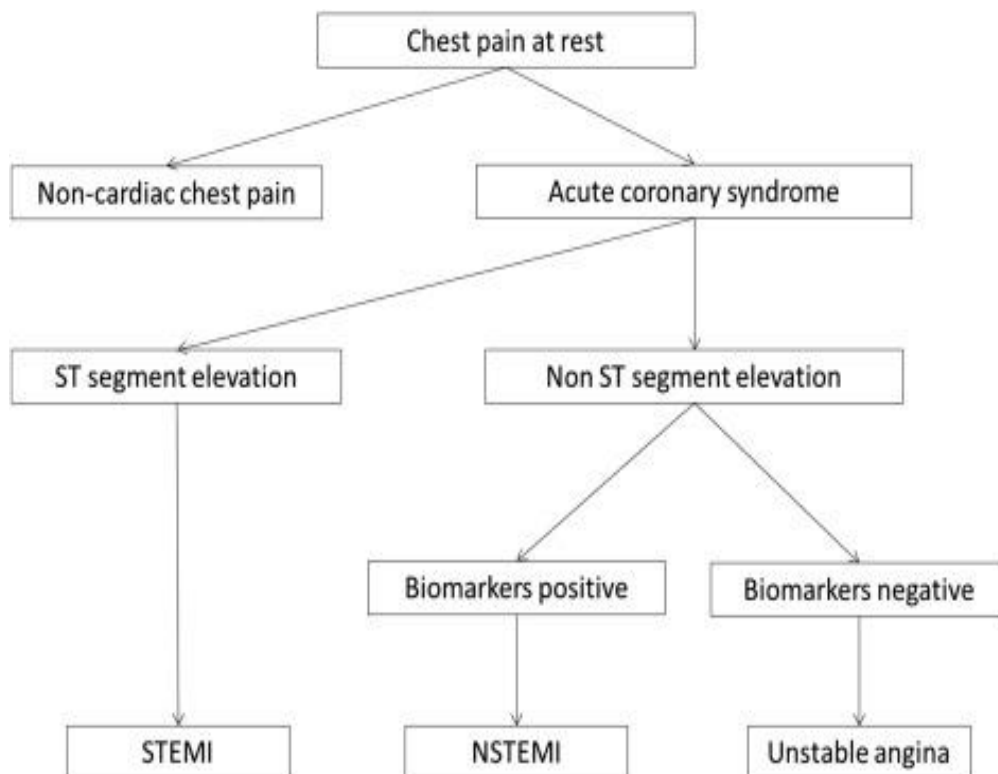 Chest pain at rest
Non-cardiac chest pain
Acute coronary syndrome
ST segment elevation
Non ST segment elevation
Biomarkers positive
Biomarkers negative
STEMI
NSTEMI
Unstable angina